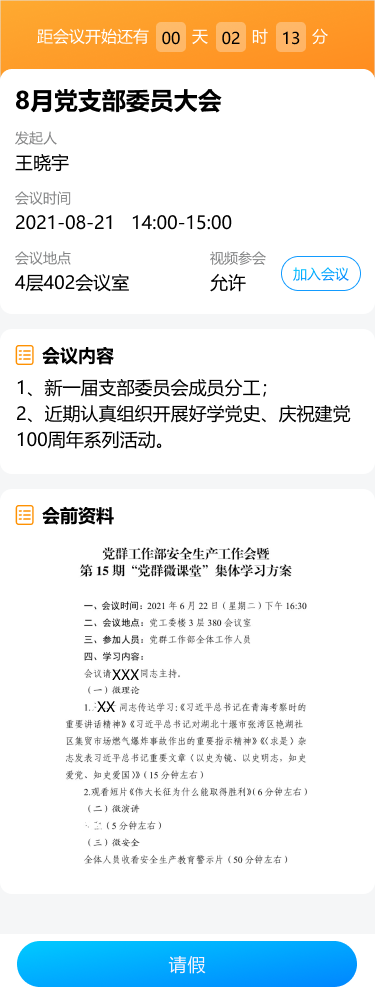 距会议开始还有 00 天 02 时 13 分
8月党支部委员大会
发起人
王晓宇
会议时间
2021-08-21 14:00-15:00
会议地点 视频参会
4层402会议室 允许 加入会议
会议内容
1、新一届支部委员会成员分工；
2、近期认真组织开展好学党史、庆祝建党
100周年系列活动。
会前资料
党群工作部安全生产工作会暨
第 15 期“党群微课堂”集体学习方案
一、会议时间：2021 年 6 月 22 日（星期二）下午 16:30
二、会议地点：党工委楼 3 层 380 会议室
三、参加人员：党群工作部全体工作人员
四、学习内容：
会议请XXX同志主持。
（一）微理论
1.XX 同志传达学习：《习近平总书记在青海考察时的
重要讲话精神》《习近平总书记对湖北十堰市张湾区艳湖社
区集贸市场燃气爆炸事故作出的重要指示精神》《〈求是〉杂
志发表习近平总书记重要文章〈以史为镜、以史明志，知史
爱党、知史爱国〉》（15 分钟左右）
2.观看短片《伟大长征为什么能取得胜利》（6 分钟左右）
（二）微演讲
（5 分钟左右）
（三）微安全
全体人员收看安全生产教育警示片（50 分钟左右）
请假